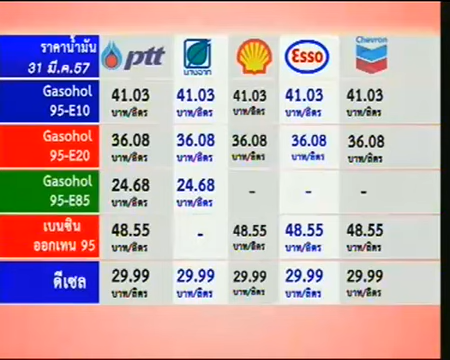 ราคาน้ำมัน ptt บางจาก Esso Chevron
31 มี.ค.57
Gasohol 41.03 41.03 41.03 41.03 41.03
95-E10 บาท/ลิตร บาท/ลิตร บาท/ลิตร บาท/ลิตร บาท/ลิตร
Gasohol 36.08 36.08 36.08 36.08 36.08
95-E20 บาท/ลิตร บาท/ลิตร บาท/ลิตร บาท/ลิตร บาท/ลิตร
Gasohol 24.68 24.68 - - -
95-E85 บาท/ลิตร บาท/ลิตร
เบนซิน 48.55 - 48.55 48.55 48.55
ออกเทน 95 บาท/ลิตร บาท/ลิตร บาท/ลิตร บาท/ลิตร
ดีเซล 29.99 29.99 29.99 29.99 29.99
บาท/ลิตร บาท/ลิตร บาท/ลิตร บาท/ลิตร บาท/ลิตร